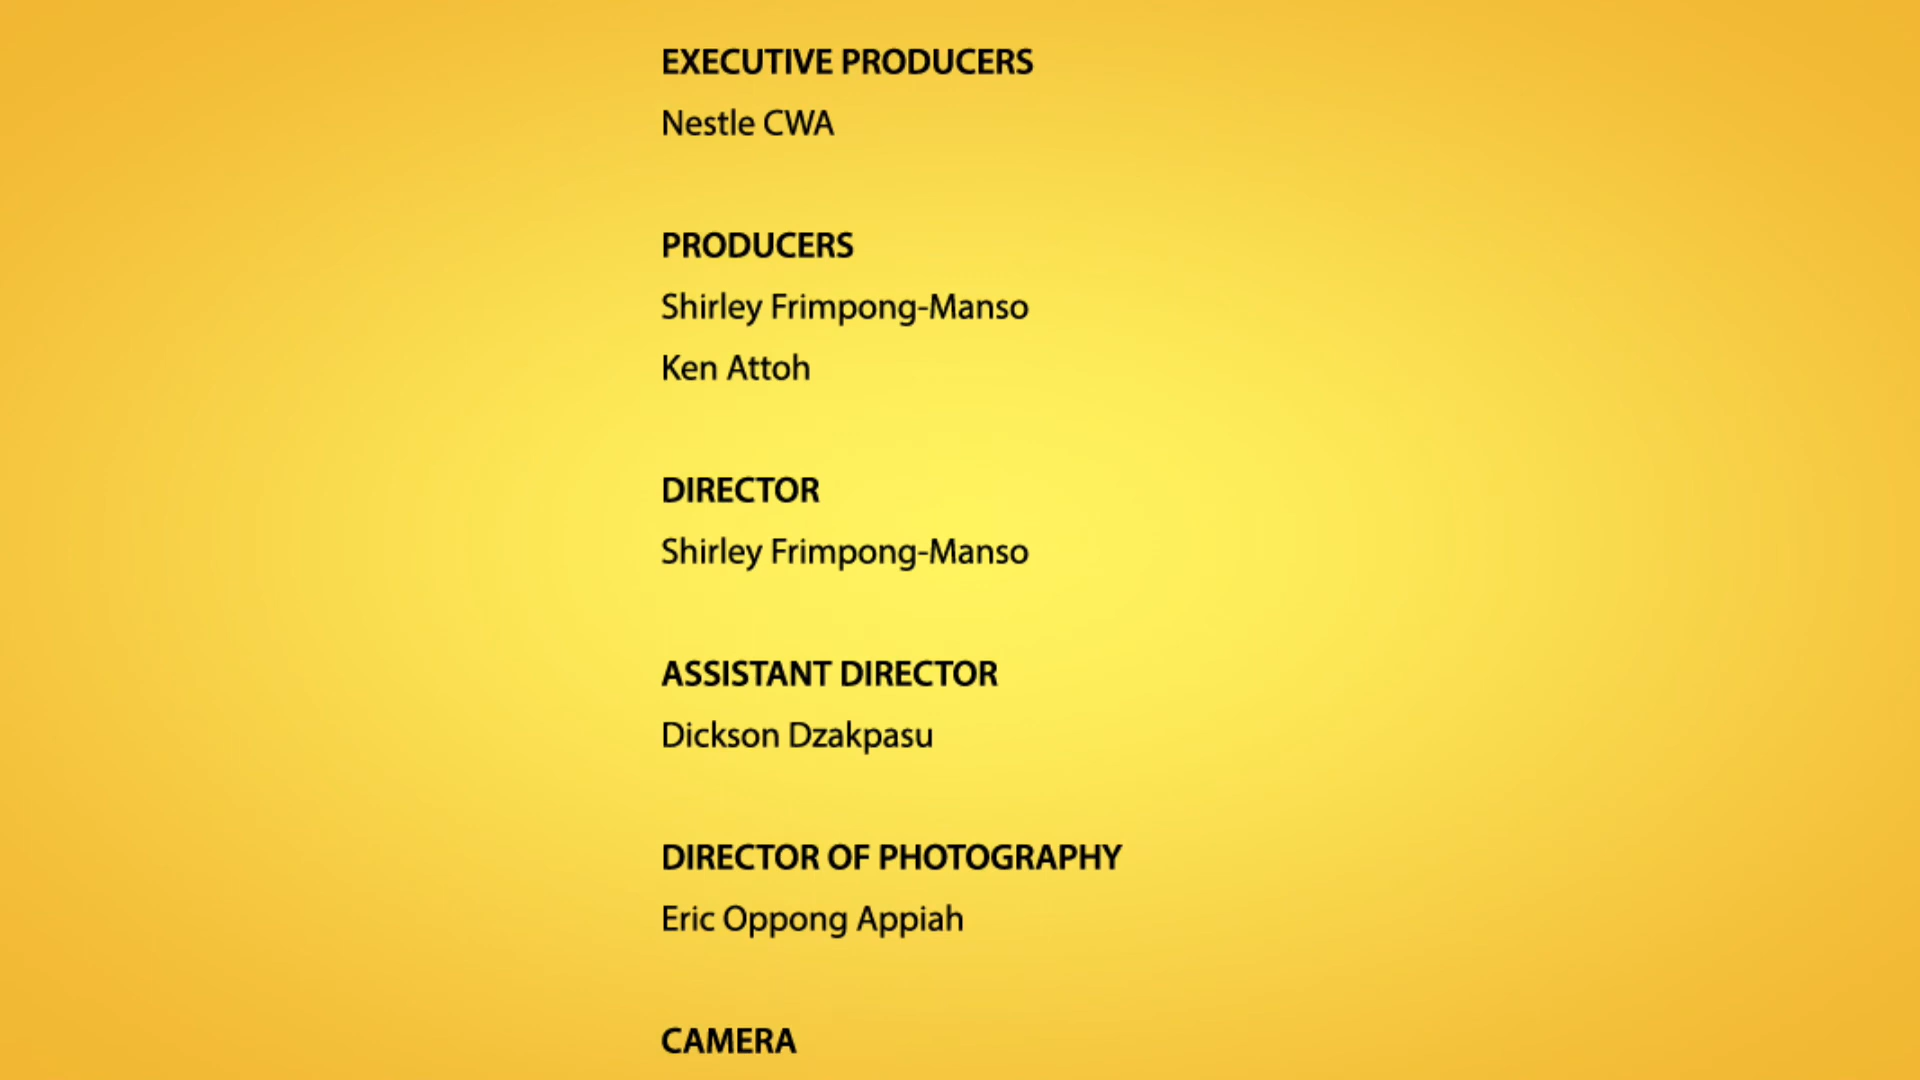 EXECUTIVE PRODUCERS
Nestle CWA
PRODUCERS
Shirley Frimpong-Manso
Ken Attoh
DIRECTOR
Shirley Frimpong-Manso
ASSISTANT DIRECTOR
Dickson Dzakpasu
DIRECTOR OF PHOTOGRAPHY
Eric Oppong Appiah
CAMERA